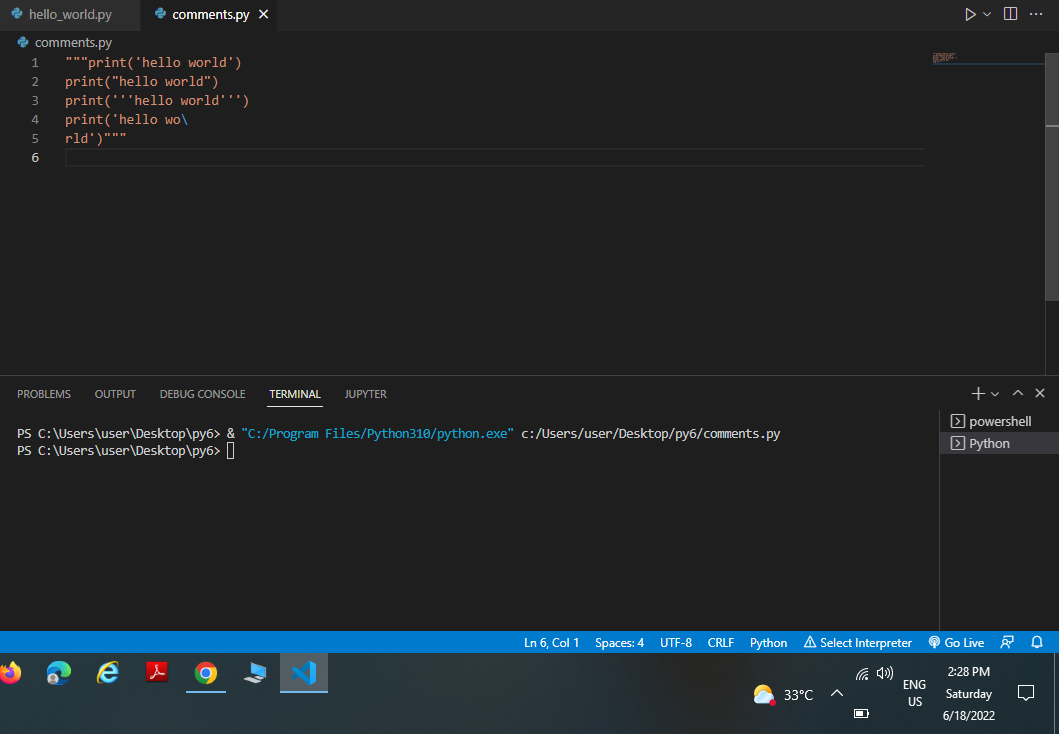 hello_world.py comments.py
comments.py
1 """print('hello world')
2 print("hello world")
3 print('''hello world''')
4 print('hello wo\
5 rld')"""
6
PROBLEMS OUTPUT DEBUG CONSOLE TERMINAL JUPYTER
PS C:\Users\user\Desktop\py6> & "C:/Program Files/Python310/python.exe" c:/Users/user/Desktop/py6/comments.py
PS C:\Users\user\Desktop\py6>
powershell
Python
Ln 6, Col 1 Spaces: 4 UTF-8 CRLF Python Select Interpreter Go Live
33°C
ENG
US
2:28 PM
Saturday
6/18/2022